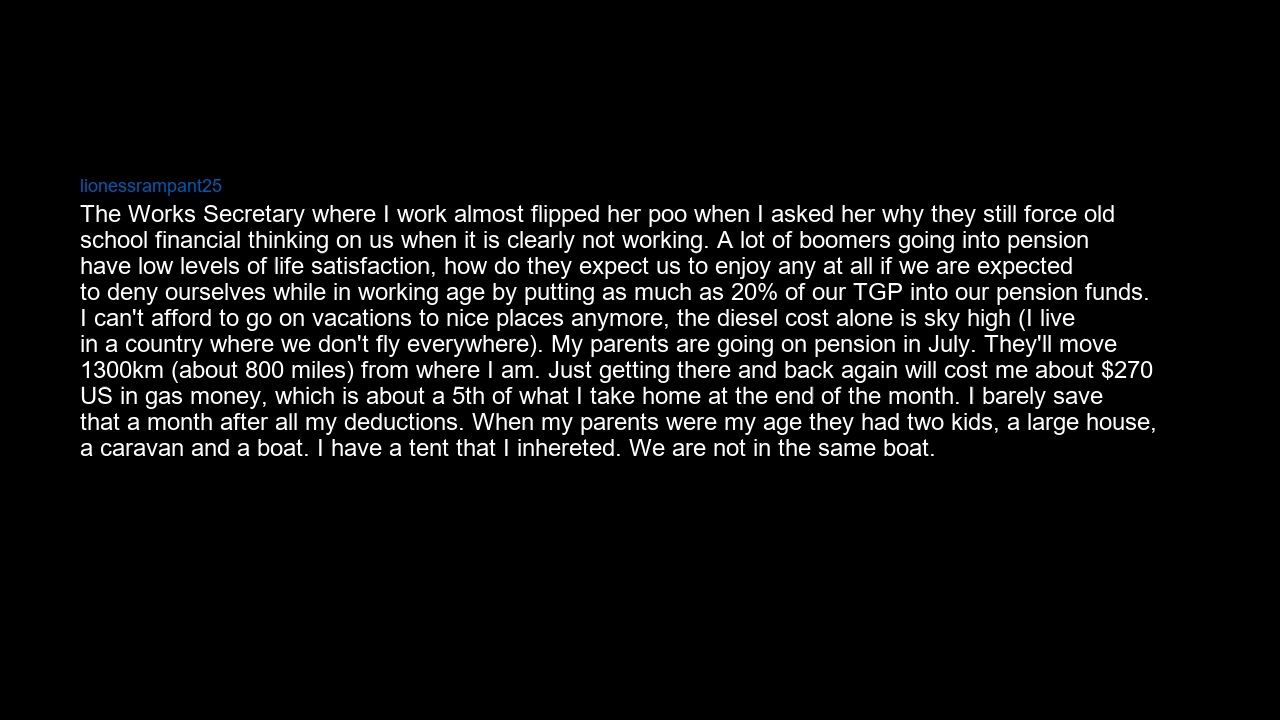 lionessrampant25
The Works Secretary where I work almost flipped her poo when I asked her why they still force old
school financial thinking on us when it is clearly not working. A lot of boomers going into pension
have low levels of life satisfaction, how do they expect us to enjoy any at all if we are expected
to deny ourselves while in working age by putting as much as 20% of our TGP into our pension funds.
I can't afford to go on vacations to nice places anymore, the diesel cost alone is sky high (I live
in a country where we don't fly everywhere). My parents are going on pension in July. They'll move
1300km (about 800 miles) from where I am. Just getting there and back again will cost me about $270
US in gas money, which is about a 5th of what I take home at the end of the month. I barely save
that a month after all my deductions. When my parents were my age they had two kids, a large house,
a caravan and a boat. I have a tent that I inhereted. We are not in the same boat.